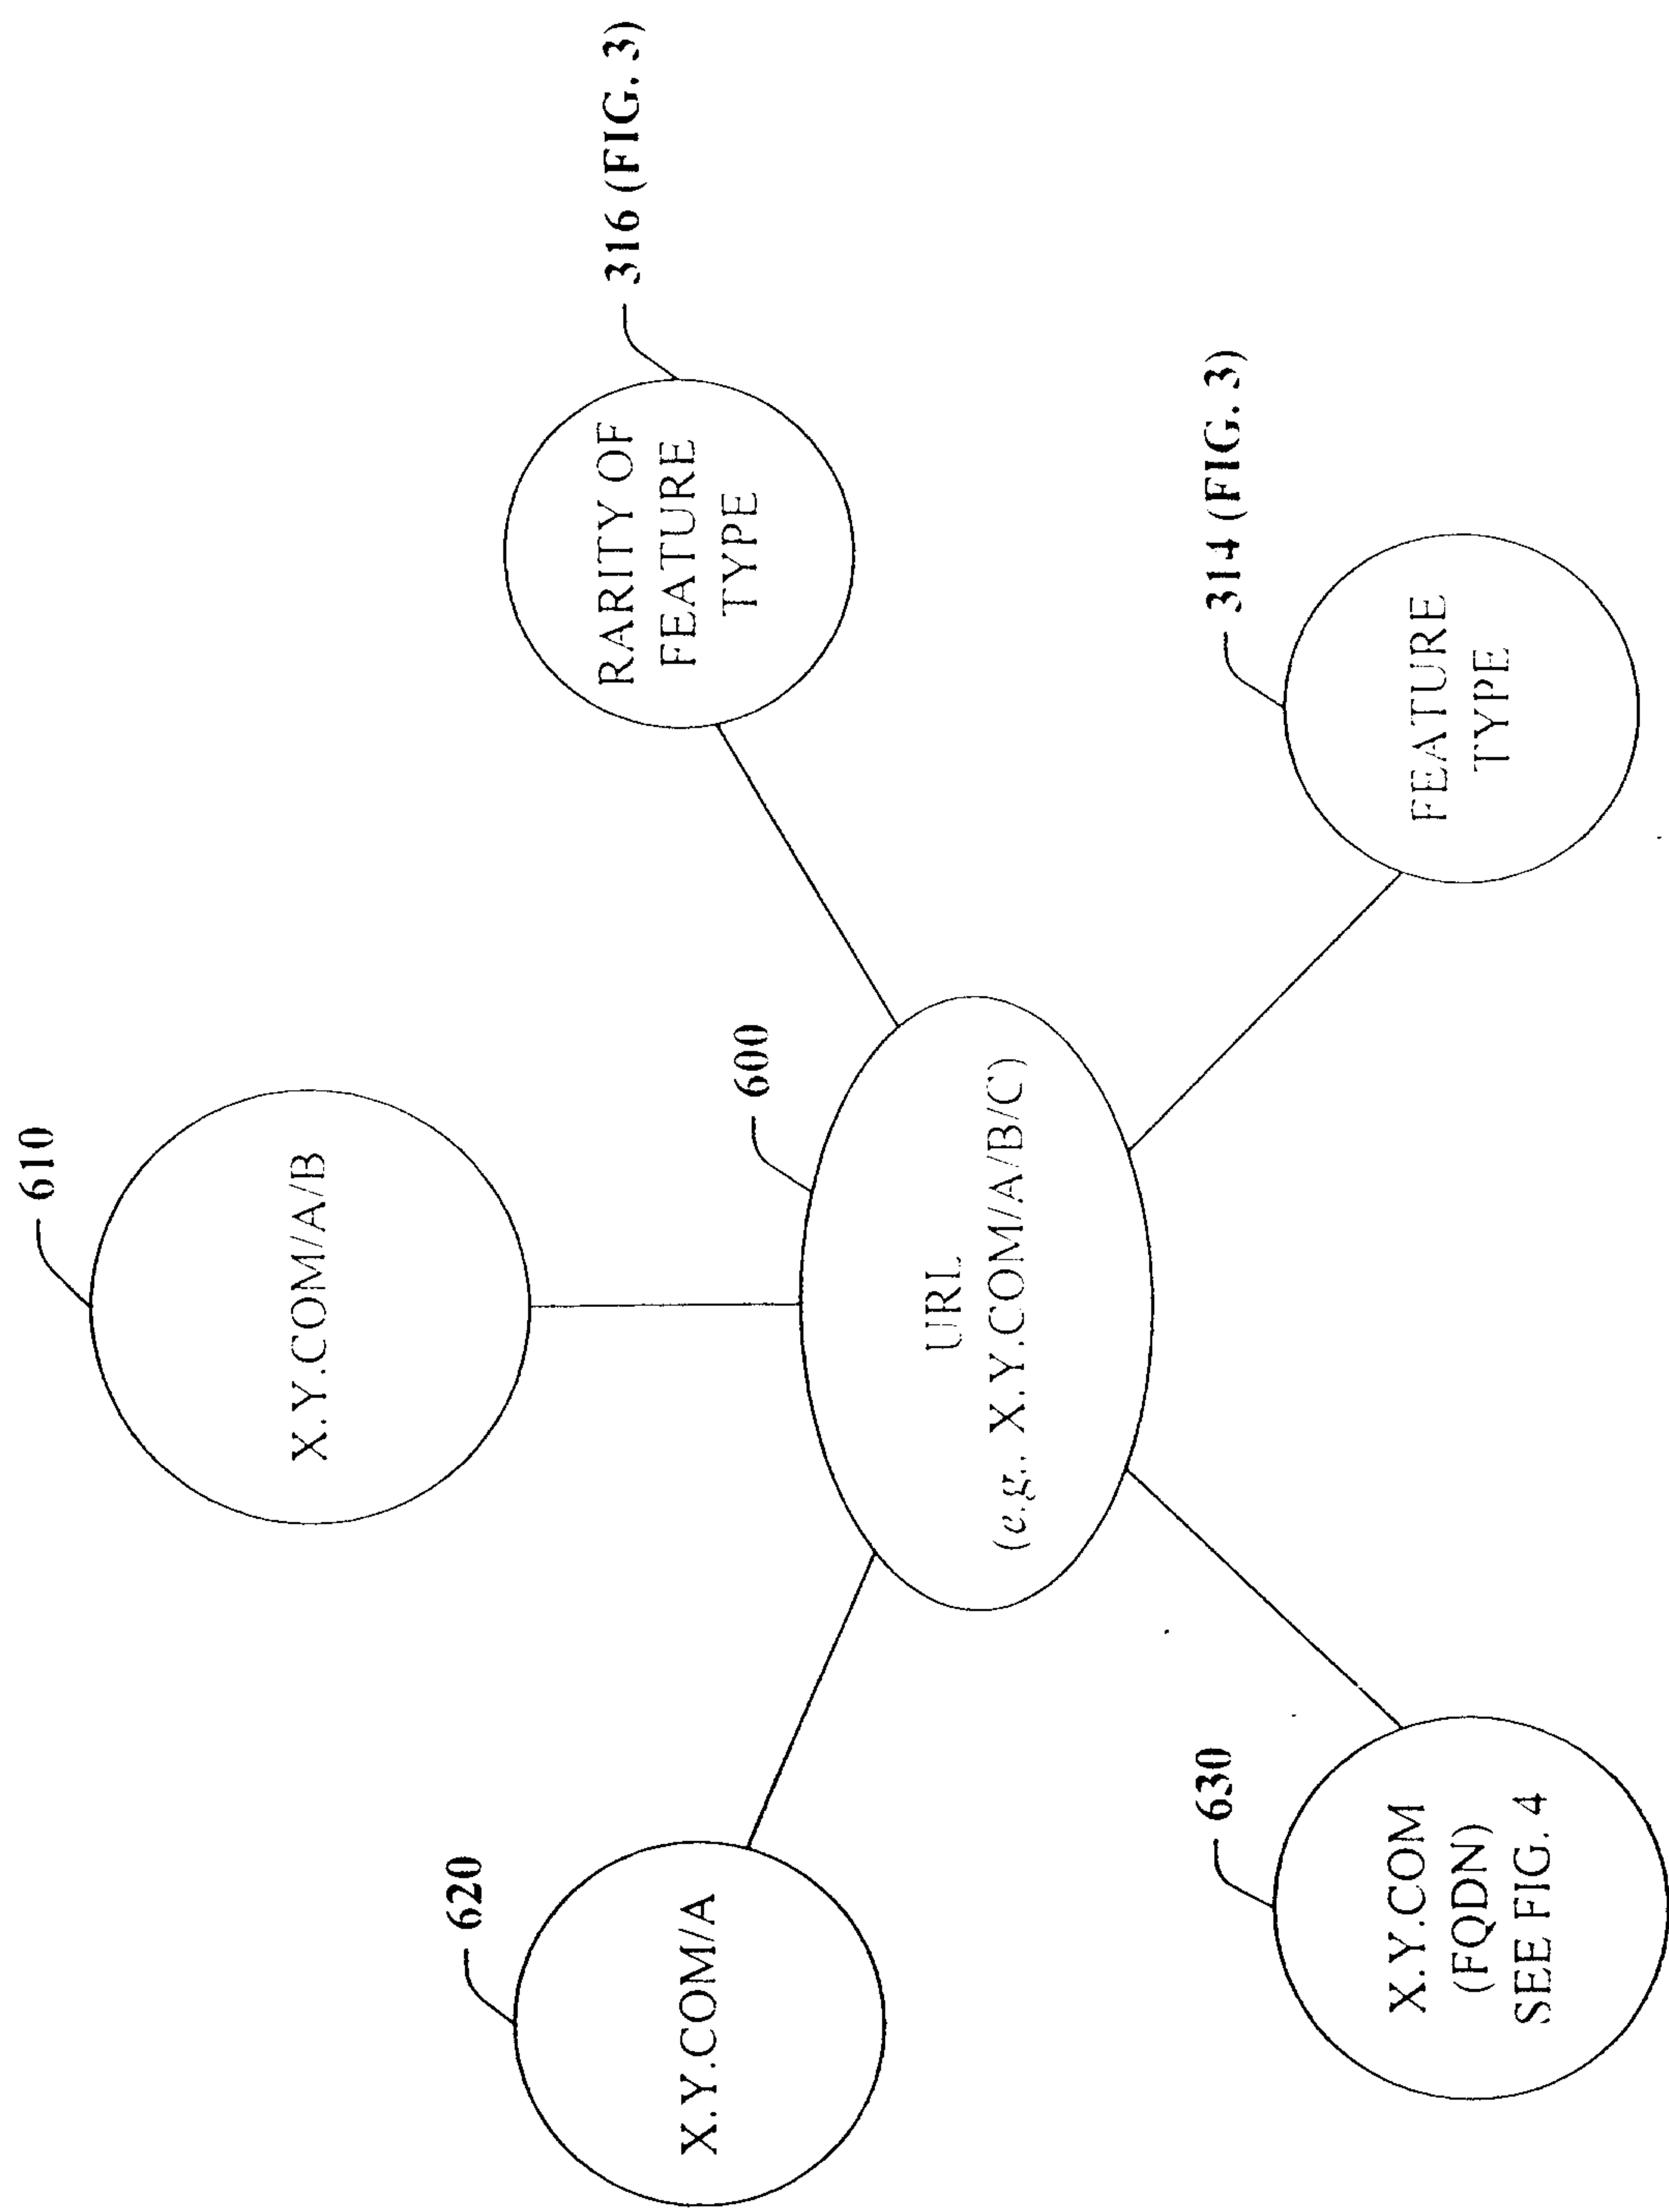 610
X.Y.COM/A/B
620
X.Y.COM/A
316 (FIG. 3)
RARITY OF
FEATURE
TYPE
600
URL
(e.g., X.Y.COM/A/B/C)
630
X.Y.COM
(FQDN)
SEE FIG. 4
314 (FIG. 3)
FEATURE
TYPE